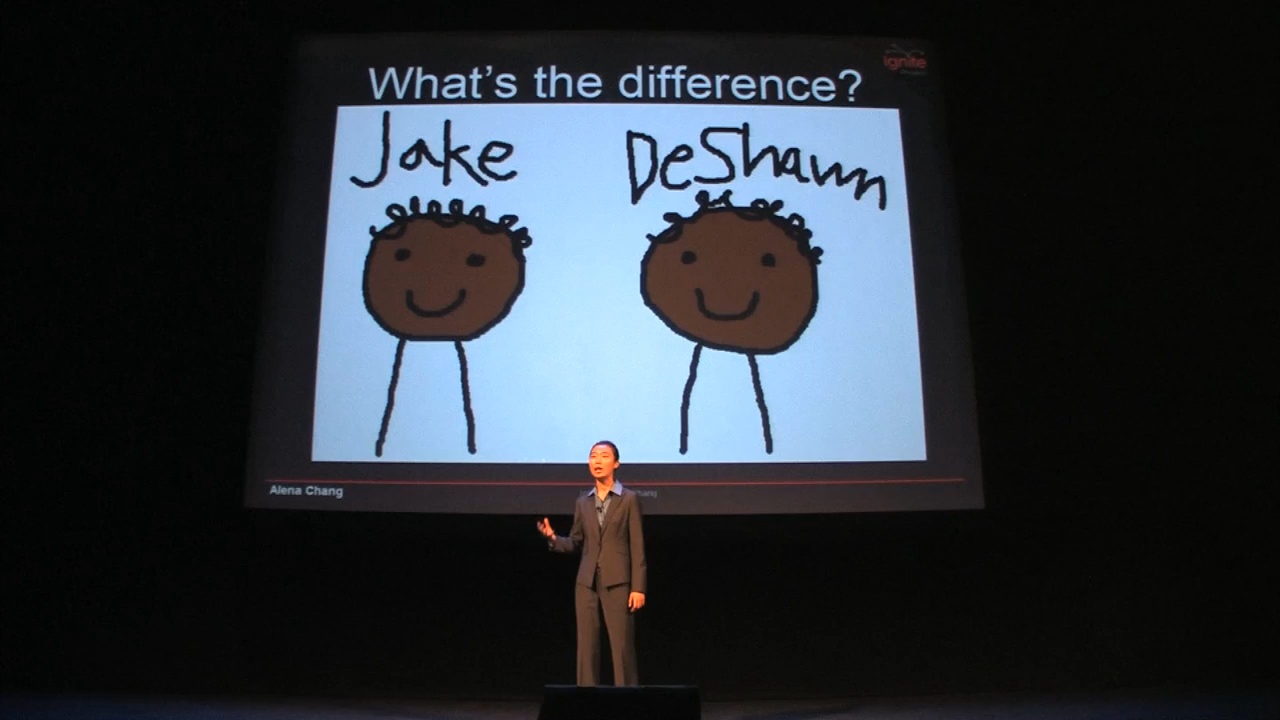 ignite
What's the difference?
Jake
DeShawn
Alena Chang